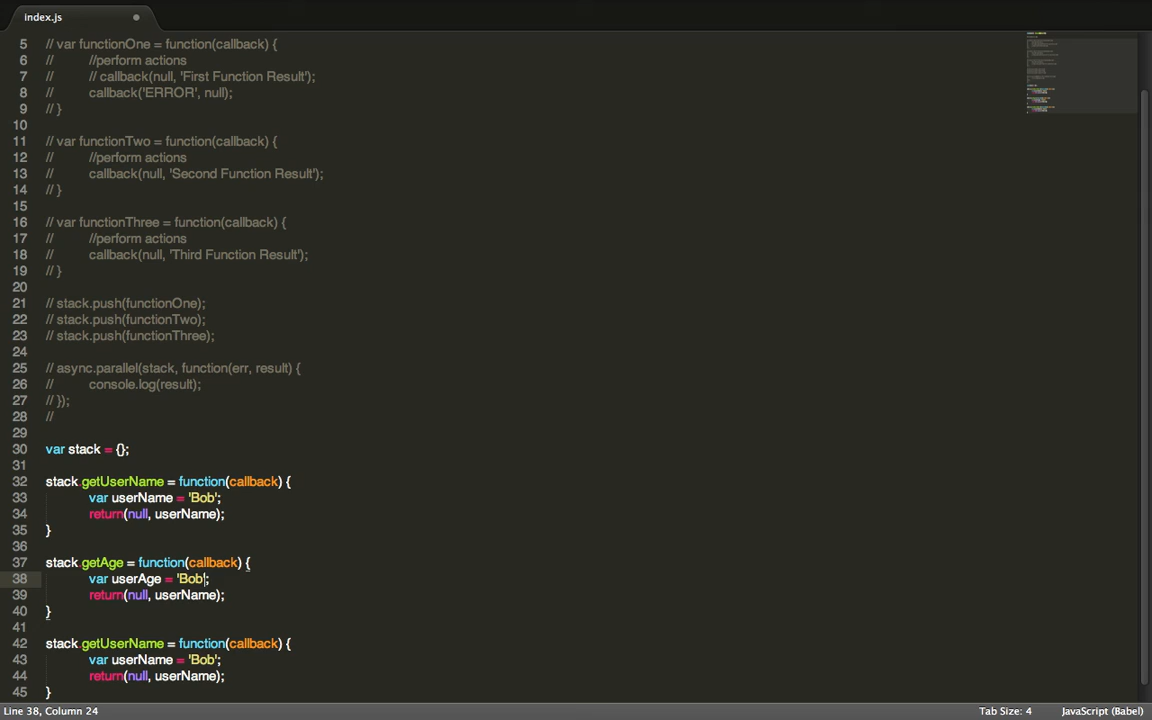 index.js
5 // var functionOne = function(callback) {
6 // //perform actions
7 // // callback(null, 'First Function Result');
8 // callback('ERROR', null);
9 // }
10
11 // var functionTwo = function(callback) {
12 // //perform actions
13 // callback(null, 'Second Function Result');
14 // }
15
16 // var functionThree = function(callback) {
17 // //perform actions
18 // callback(null, 'Third Function Result');
19 // }
20
21 // stack.push(functionOne);
22 // stack.push(functionTwo);
23 // stack.push(functionThree);
24
25 // async.parallel(stack, function(err, result) {
26 // console.log(result);
27 // });
28 //
29
30 var stack = {};
31
32 stack.getUserName = function(callback) {
33 var userName = 'Bob';
34 return(null, userName);
35 }
36
37 stack.getAge = function(callback) {
38 var userAge = 'Bob';
39 return(null, userName);
40 }
41
42 stack.getUserName = function(callback) {
43 var userName = 'Bob';
44 return(null, userName);
45 }
Line 38, Column 24 Tab Size: 4 JavaScript (Babel)